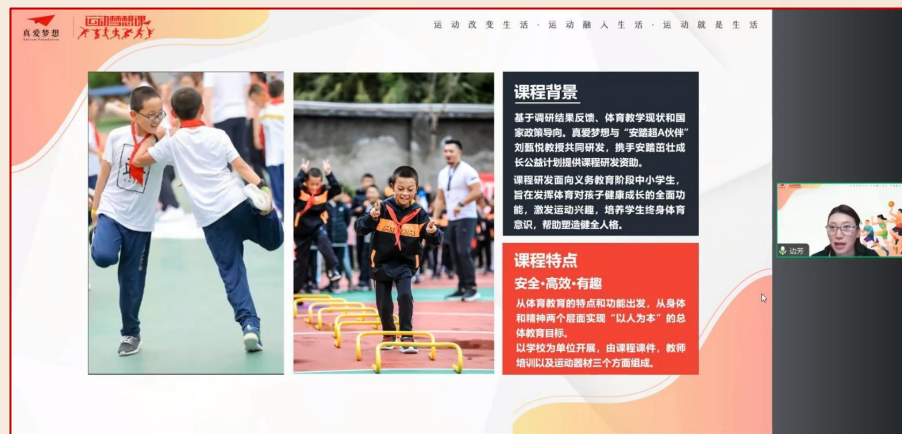 真爱梦想
运动梦想课
运动改变生活·运动融入生活·运动就是生活
课程背景
基于调研结果反馈、体育教学现状和国
家政策导向。真爱梦想与“安踏超A伙伴”
刘甄悦教授共同研发，携手安踏茁壮成
长公益计划提供课程研发资助。
课程研发面向义务教育阶段中小学生，
旨在发挥体育对孩子健康成长的全面功
能，激发运动兴趣，培养学生终身体育
意识，帮助塑造健全人格。
课程特点
安全·高效·有趣
从体育教育的特点和功能出发，从身体
和精神两个层面实现“以人为本”的总
体教育目标。
以学校为单位开展，由课程课件，教师
培训以及运动器材三个方面组成。
边芳